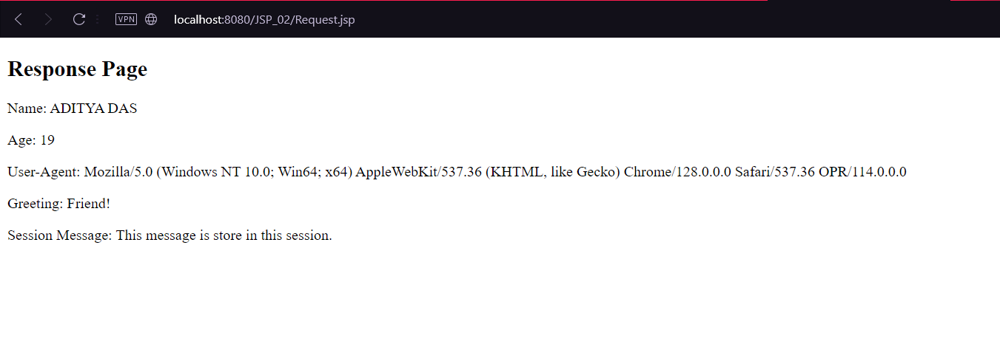 VPN localhost:8080/JSP_02/Request.jsp
Response Page
Name: ADITYA DAS
Age: 19
User-Agent: Mozilla/5.0 (Windows NT 10.0; Win64; x64) AppleWebKit/537.36 (KHTML, like Gecko) Chrome/128.0.0.0 Safari/537.36 OPR/114.0.0.0
Greeting: Friend!
Session Message: This message is store in this session.